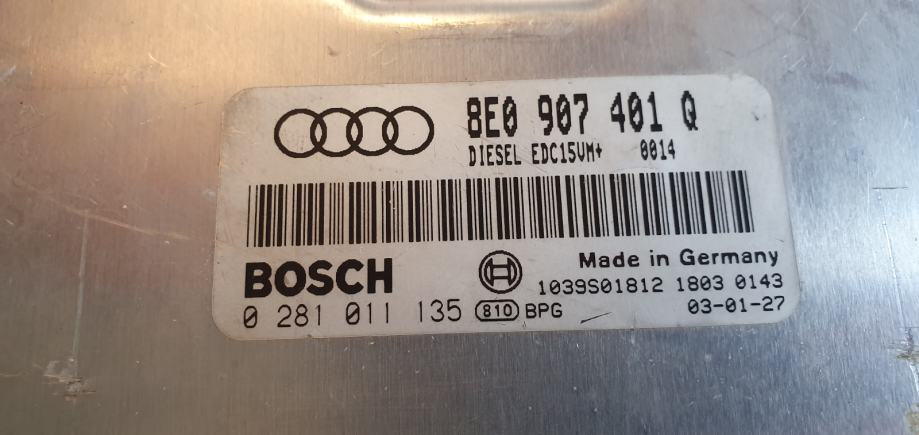 8E0 907 401 Q
DIESEL EDC15VM+ 0014
BOSCH
Made in Germany
1039S01812 1803 0143
0 281 011 135 810 BPG 03-01-27